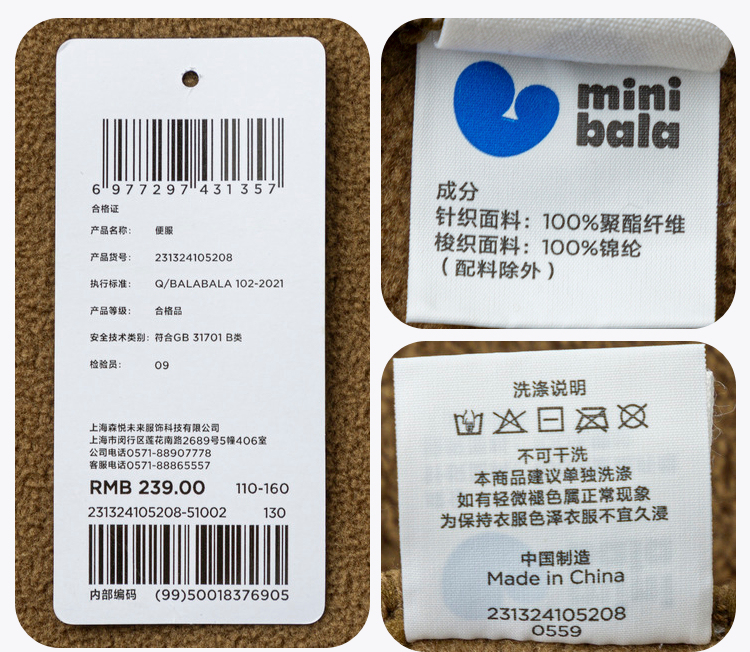 6 977297 431357
合格证
产品名称： 便服
产品货号： 231324105208
执行标准： Q/BALABALA 102-2021
产品等级： 合格品
安全技术类别：符合GB 31701 B类
检验员： 09
上海森悦未来服饰科技有限公司
上海市闵行区莲花南路2689号5幢406室
公司电话0571-88907778
客服电话0571-88865557
RMB 239.00 110-160
231324105208-51002 130
内部编码 (99)50018376905
mini
bala
成分
针织面料：100%聚酯纤维
梭织面料：100%锦纶
（配料除外）
洗涤说明
不可干洗
本商品建议单独洗涤
如有轻微褪色属正常现象
为保持衣服色泽衣服不宜久浸
中国制造
Made in China
231324105208
0559